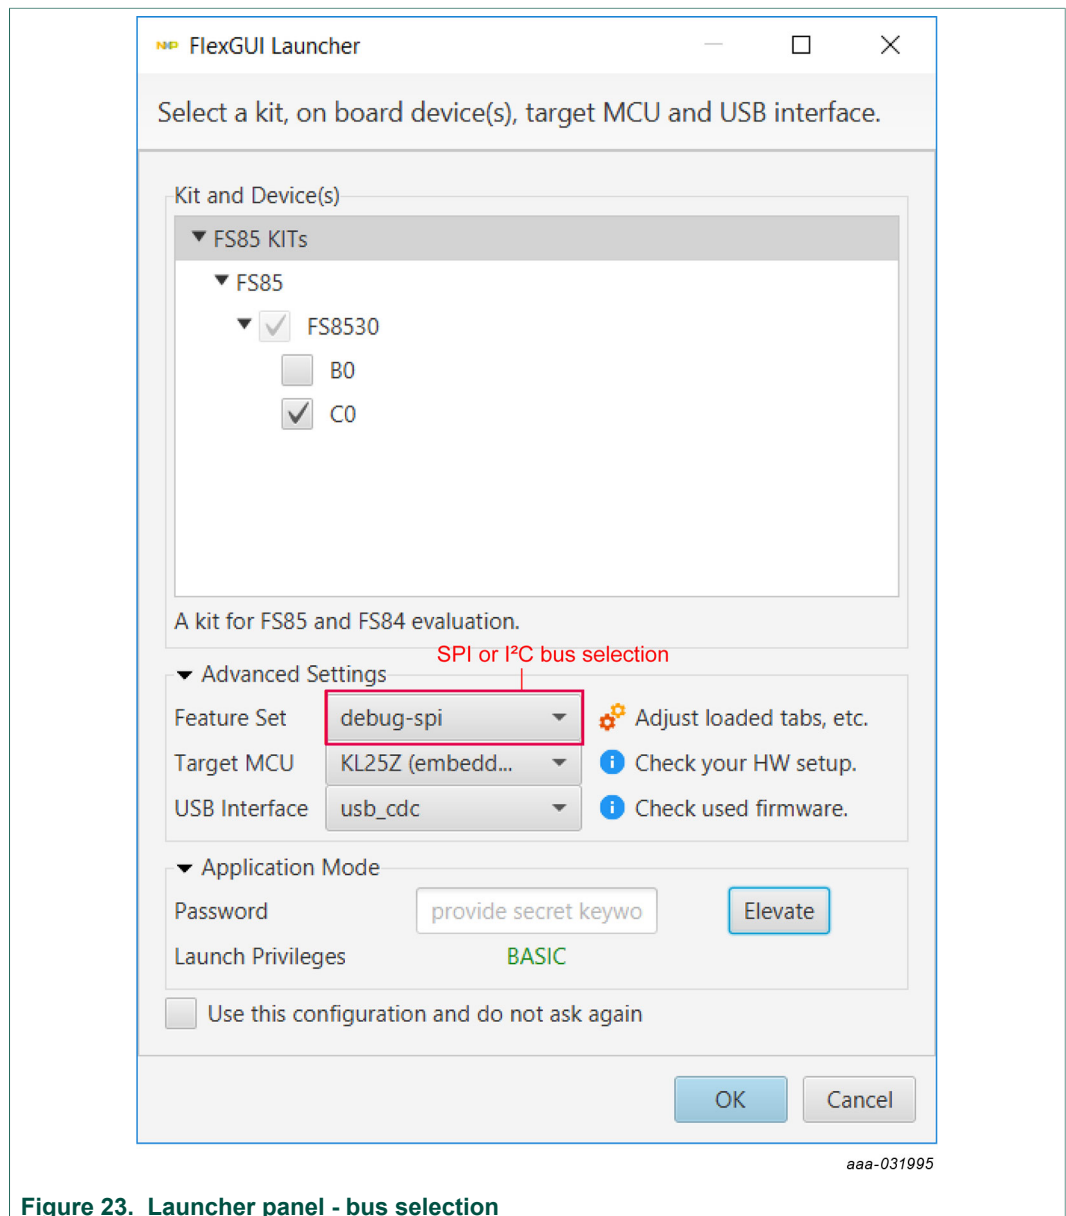 NXP FlexGUI Launcher
Select a kit, on board device(s), target MCU and USB interface.
Kit and Device(s)
FS85 KITs
FS85
FS8530
B0
C0
A kit for FS85 and FS84 evaluation.
SPI or I²C bus selection
Advanced Settings
Feature Set debug-spi Adjust loaded tabs, etc.
Target MCU KL25Z (embedd... Check your HW setup.
USB Interface usb_cdc Check used firmware.
Application Mode
Password provide secret keywo Elevate
Launch Privileges BASIC
Use this configuration and do not ask again
OK Cancel
aaa-031995
Figure 23. Launcher panel - bus selection